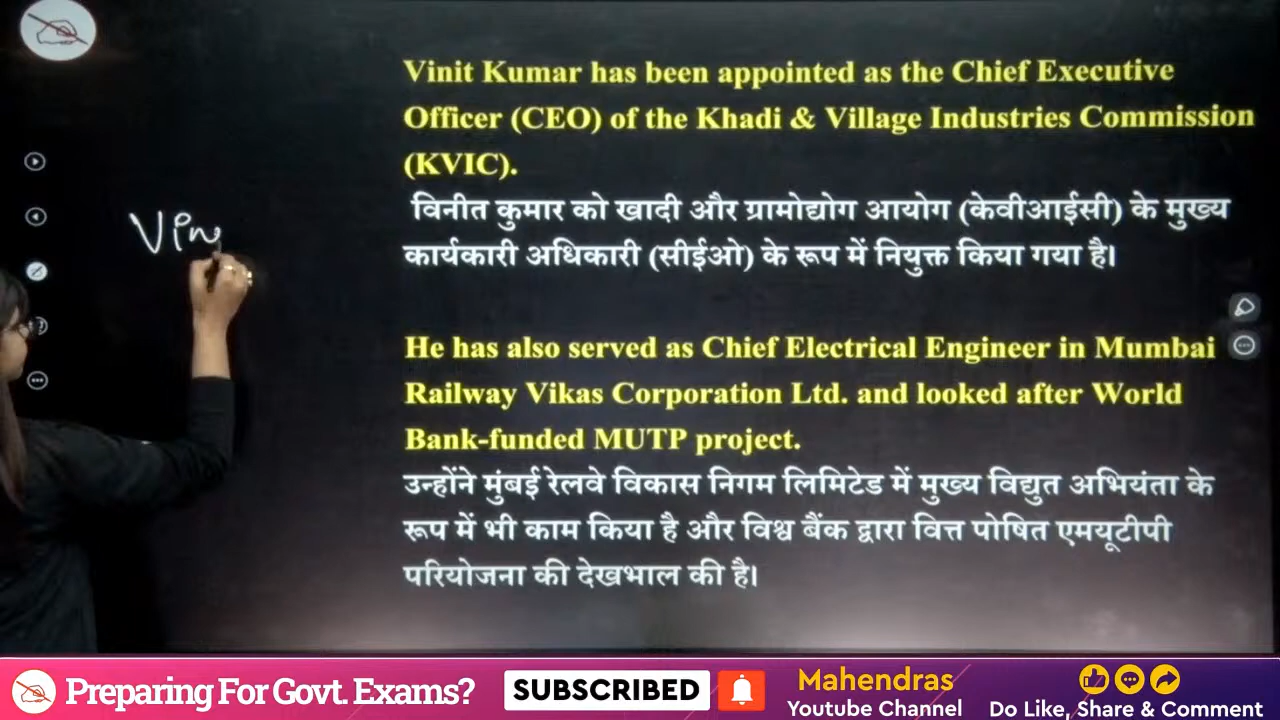 Vinit Kumar has been appointed as the Chief Executive
Officer (CEO) of the Khadi & Village Industries Commission
(KVIC).
विनीत कुमार को खादी और ग्रामोद्योग आयोग (केवीआईसी) के मुख्य
कार्यकारी अधिकारी (सीईओ) के रूप में नियुक्त किया गया है।
Vin
He has also served as Chief Electrical Engineer in Mumbai
Railway Vikas Corporation Ltd. and looked after World
Bank-funded MUTP project.
उन्होंने मुंबई रेलवे विकास निगम लिमिटेड में मुख्य विद्युत अभियंता के
रूप में भी काम किया है और विश्व बैंक द्वारा वित्त पोषित एमयूटीपी
परियोजना की देखभाल की है।
Preparing For Govt. Exams?
SUBSCRIBED
Mahendras
Youtube Channel
Do Like, Share & Comment